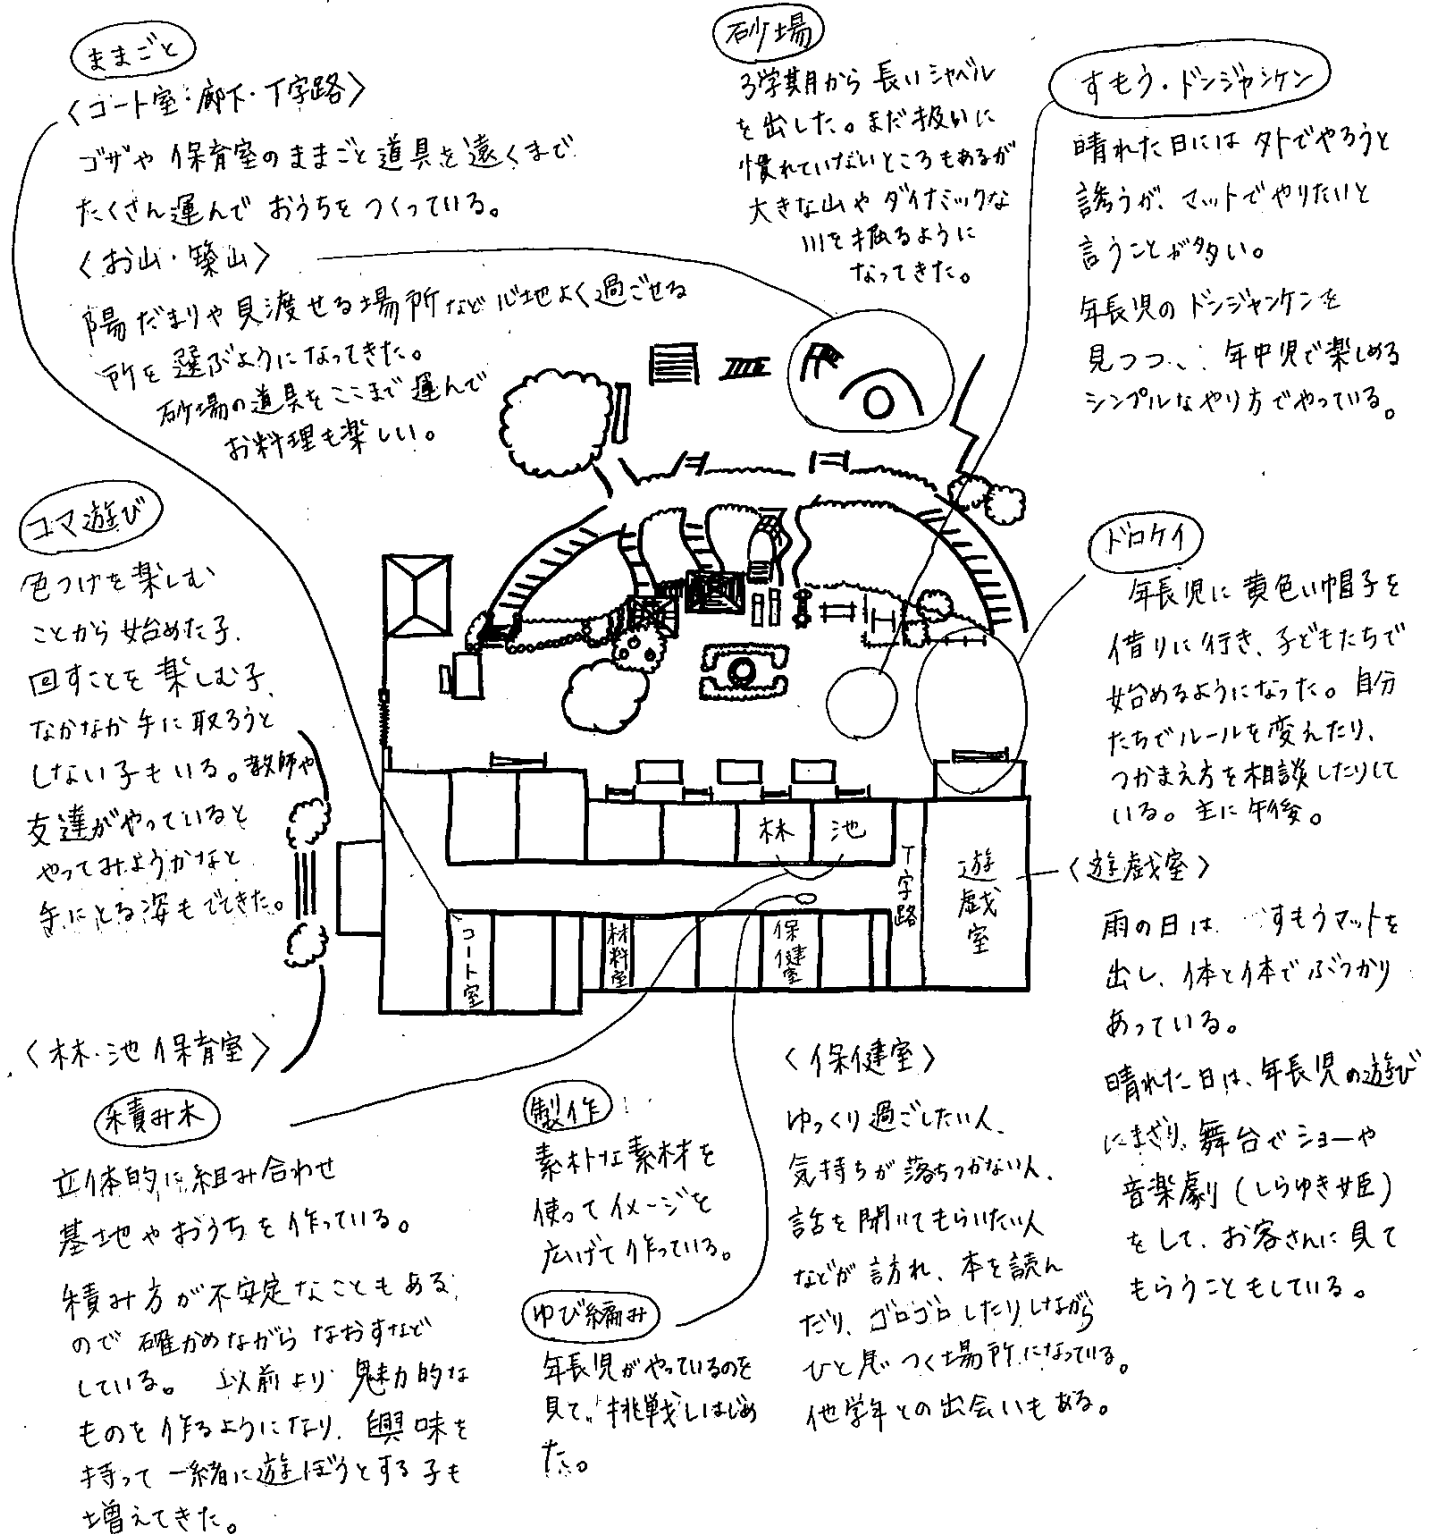 ままごと
〈コート室・廊下・T字路〉
ゴザや保育室のままごと道具を遠くまで
たくさん運んでおうちをつくっている。
〈お山・築山〉
陽だまりや見渡せる場所など心地よく過ごせる
所を選ぶようになってきた。
砂場の道具をここまで運んで
お料理も楽しい。
砂場
3学期から長いシャベル
を出した。まだ扱いに
慣れていないところもあるが
大きな山やダイナミックな
川を掘るように
なってきた。
すもう・ドンジャンケン
晴れた日には外でやろうと
誘うが、マットでやりたいと
言うことが多い。
年長児のドンジャンケンを
見つつ、年中児で楽しめる
シンプルなやり方でやっている。
コマ遊び
色つけを楽しむ
ことから始めた子、
回すことを楽しむ子、
なかなか手に取ろうと
しない子もいる。教師や
友達がやっていると
やってみようかなと
手にとる姿もでてきた。
ドロケイ
年長児に黄色い帽子を
借りに行き、子どもたちで
始めるようになった。自分
たちでルールを変えたり、
つかまえ方を相談したりして
いる。主に午後。
林
池
T字路
遊戯室
コート室
材料室
保健室
〈遊戯室〉
雨の日は、すもうマットを
出し、体と体でぶつかり
あっている。
晴れた日は、年長児の遊び
にまざり、舞台でショーや
音楽劇（しらゆき姫）
をして、お客さんに見て
もらうこともしている。
〈林・池保育室〉
積み木
立体的に組み合わせ
基地やおうちを作っている。
積み方が不安定なこともある
ので確かめながらなおすなど
している。以前より魅力的な
ものを作るようになり、興味を
持って一緒に遊ぼうとする子も
増えてきた。
製作
素朴な素材を
使ってイメージを
広げて作っている。
ゆび編み
年長児がやっているのを
見て、挑戦しはじめ
た。
〈保健室〉
ゆっくり過ごしたい人、
気持ちが落ちつかない人、
話を聞いてもらいたい人
などが訪れ、本を読ん
だり、ゴロゴロしたりしながら
ひと息つく場所になっている。
他学年との出会いもある。